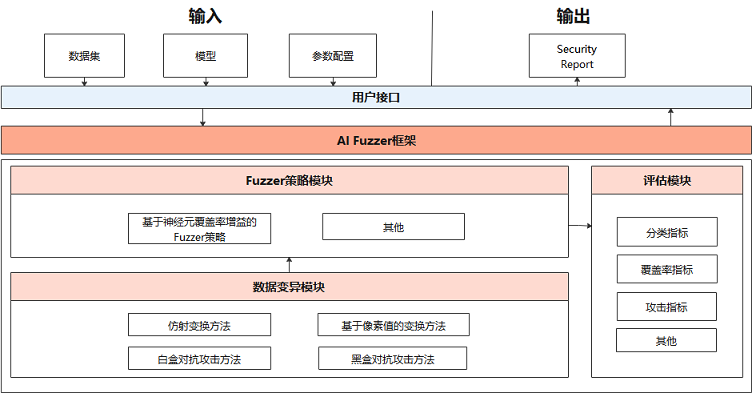 输入
输出
数据集
模型
参数配置
Security
Report
用户接口
AI Fuzzer框架
Fuzzer策略模块
评估模块
基于神经元覆盖率增益的
Fuzzer策略
其他
分类指标
覆盖率指标
攻击指标
其他
数据变异模块
仿射变换方法
基于像素值的变换方法
白盒对抗攻击方法
黑盒对抗攻击方法